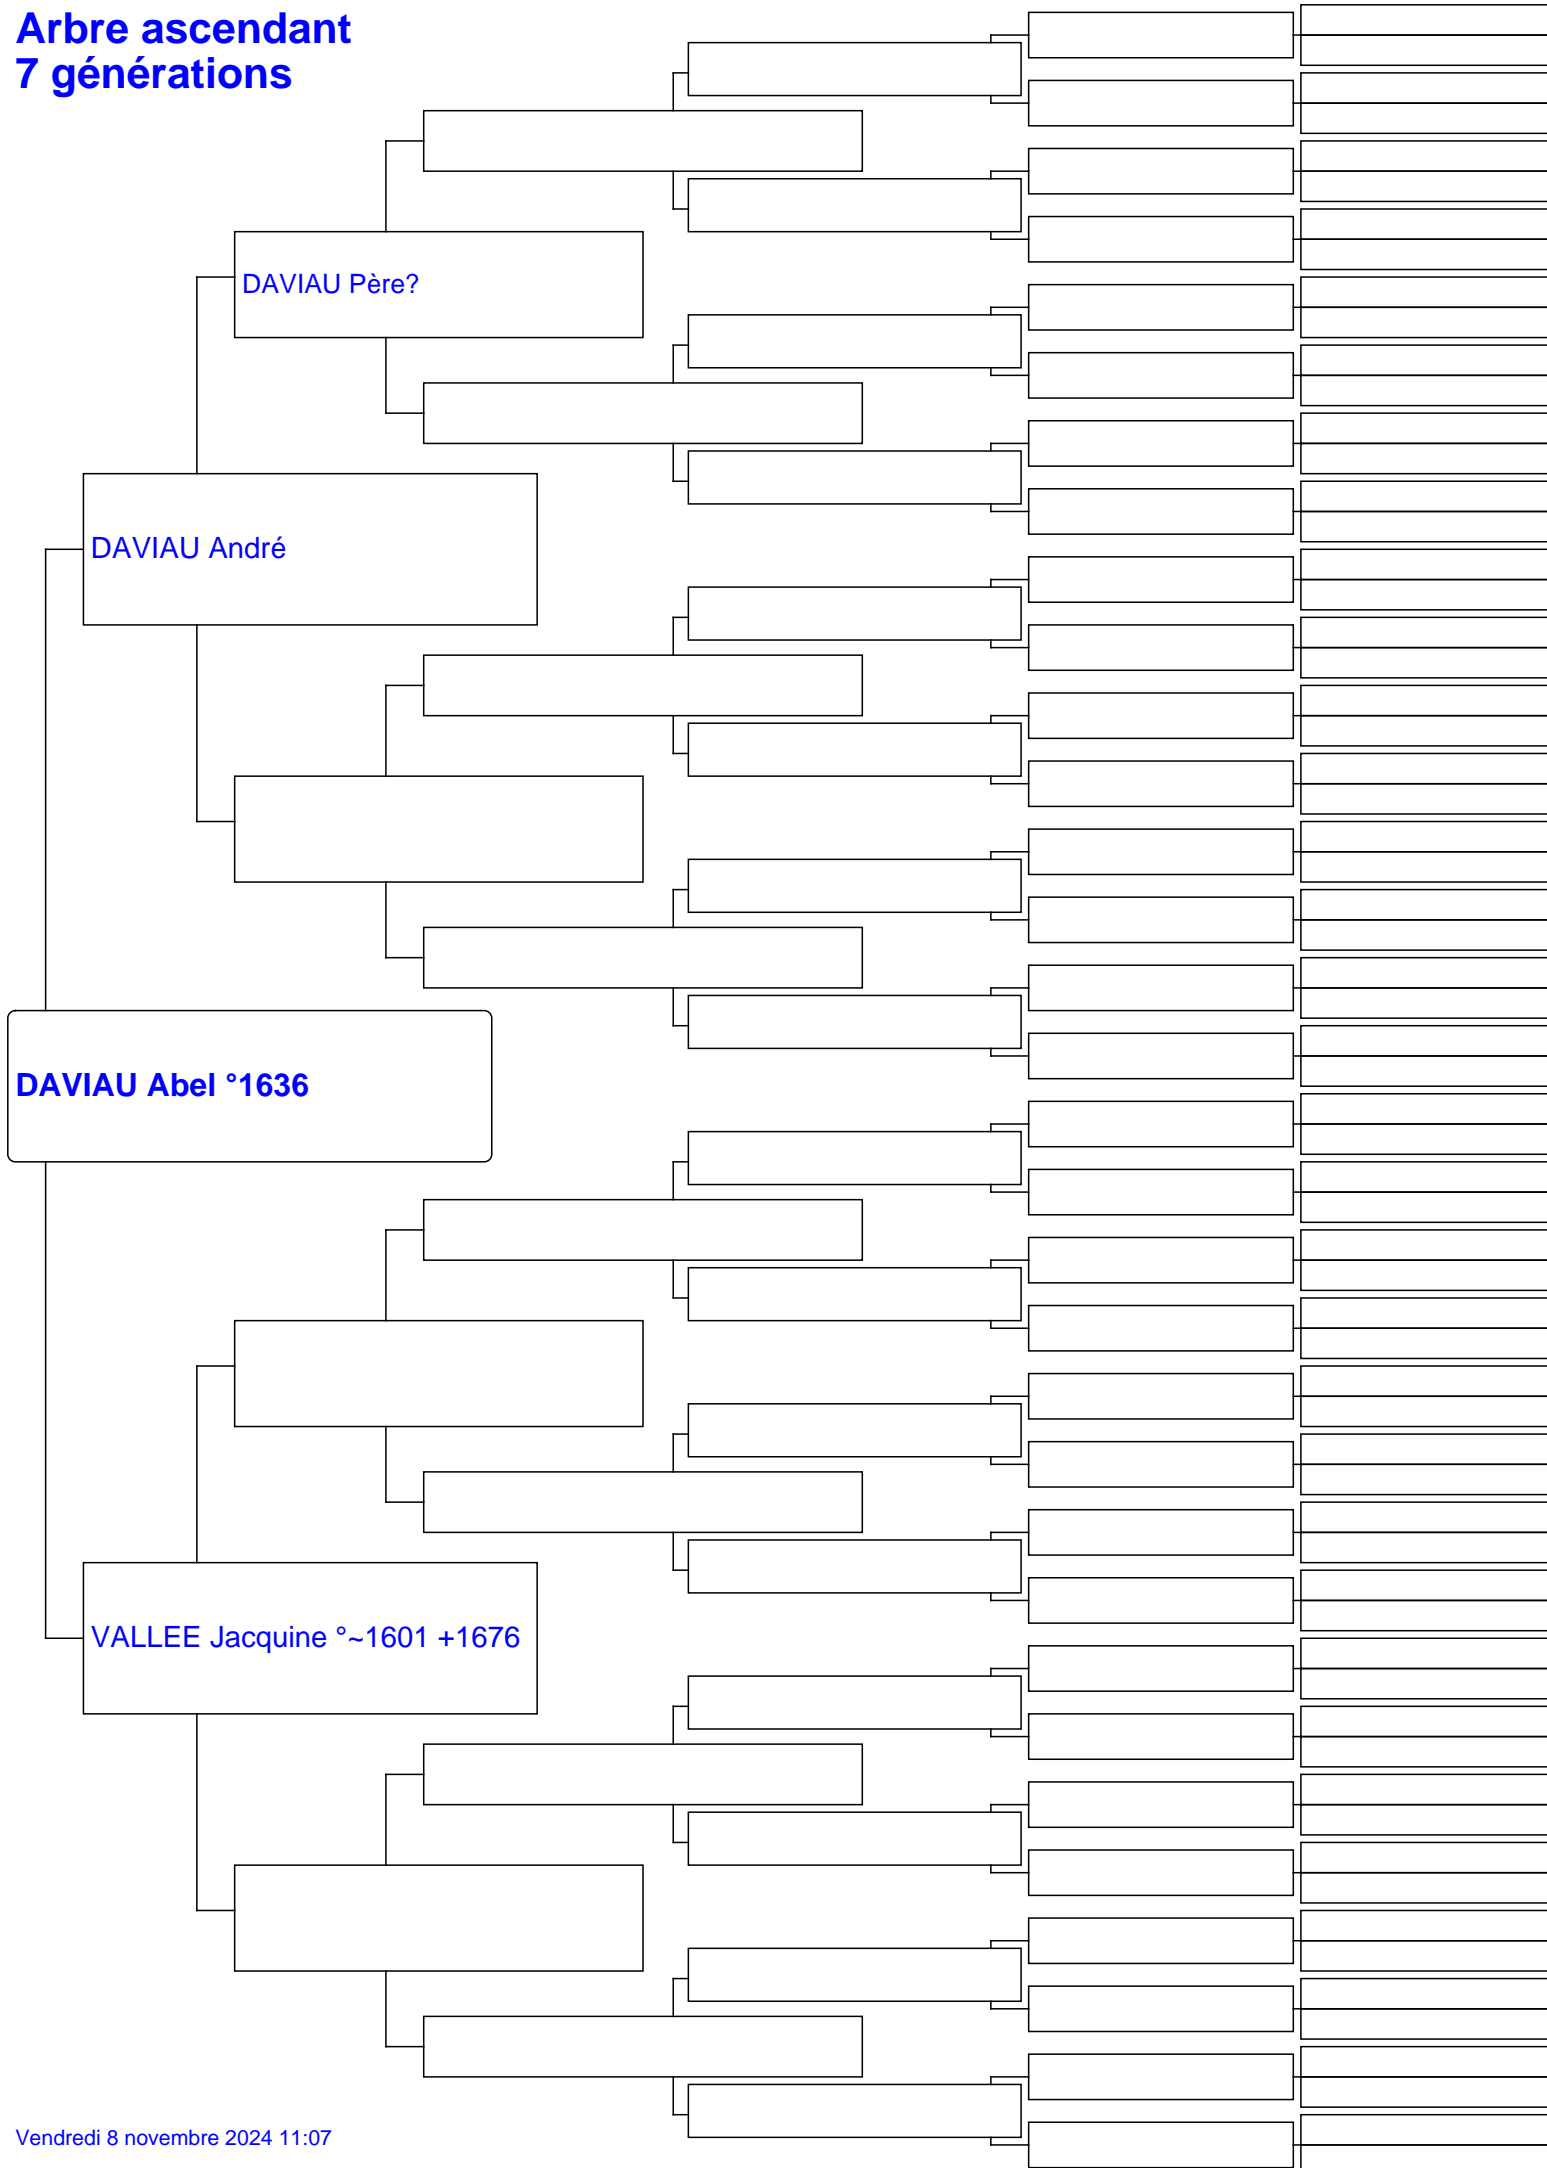 Arbre ascendant
7 générations
DAVIAU Père?
DAVIAU André
DAVIAU Abel °1636
VALLEE Jacquine °~1601 +1676
Vendredi 8 novembre 2024 11:07